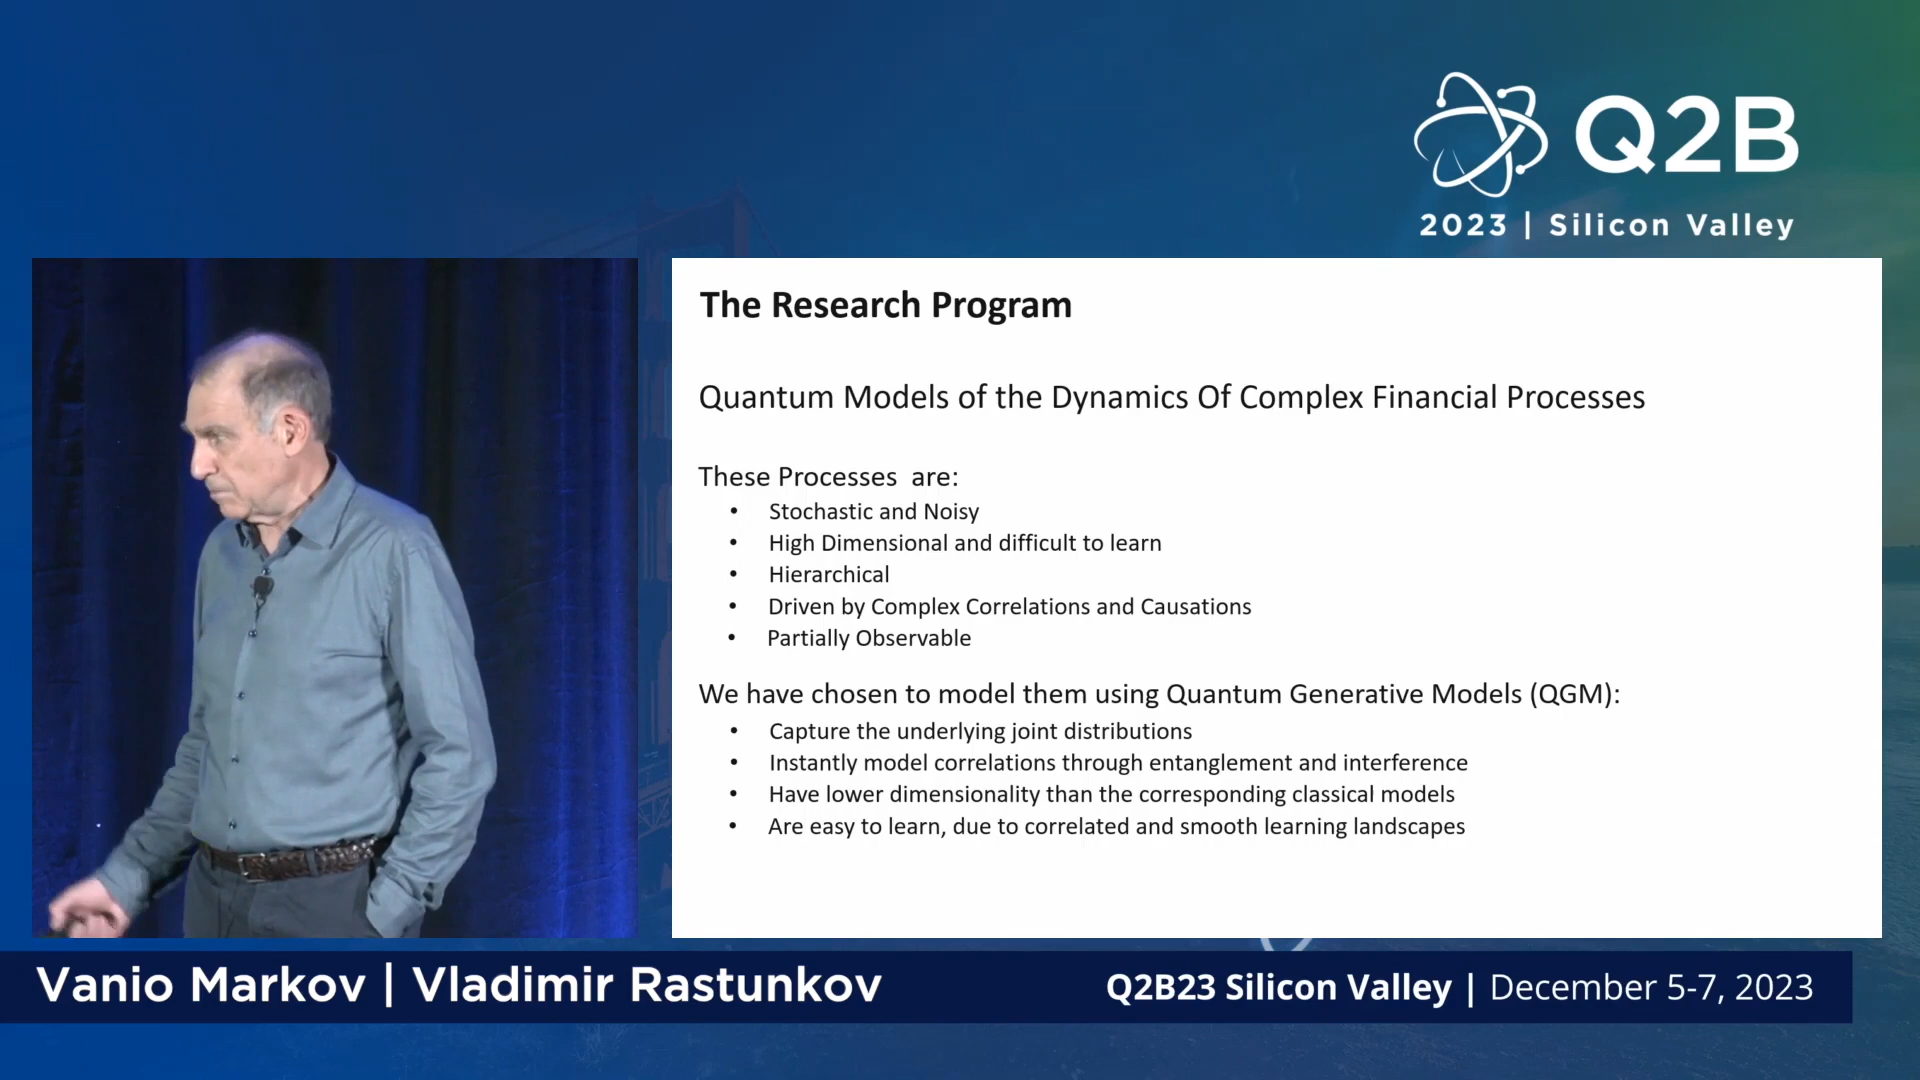 Q2B
2023 | Silicon Valley
The Research Program
Quantum Models of the Dynamics Of Complex Financial Processes
These Processes are:
• Stochastic and Noisy
• High Dimensional and difficult to learn
• Hierarchical
• Driven by Complex Correlations and Causations
• Partially Observable
We have chosen to model them using Quantum Generative Models (QGM):
• Capture the underlying joint distributions
• Instantly model correlations through entanglement and interference
• Have lower dimensionality than the corresponding classical models
• Are easy to learn, due to correlated and smooth learning landscapes
Vanio Markov | Vladimir Rastunkov
Q2B23 Silicon Valley | December 5-7, 2023